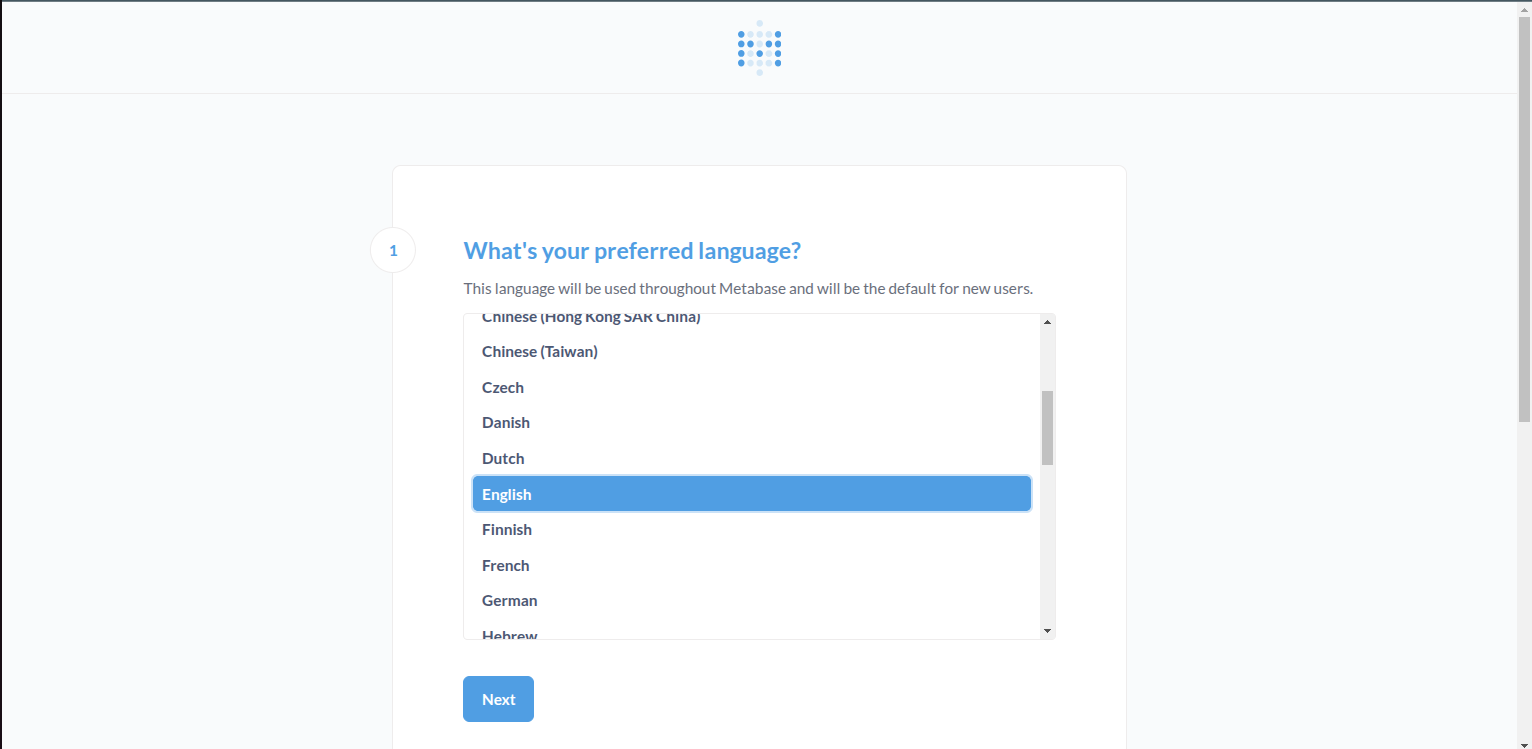 1
What's your preferred language?
This language will be used throughout Metabase and will be the default for new users.
Chinese (Hong Kong SAR China)
Chinese (Taiwan)
Czech
Danish
Dutch
English
Finnish
French
German
Hebrew
Next